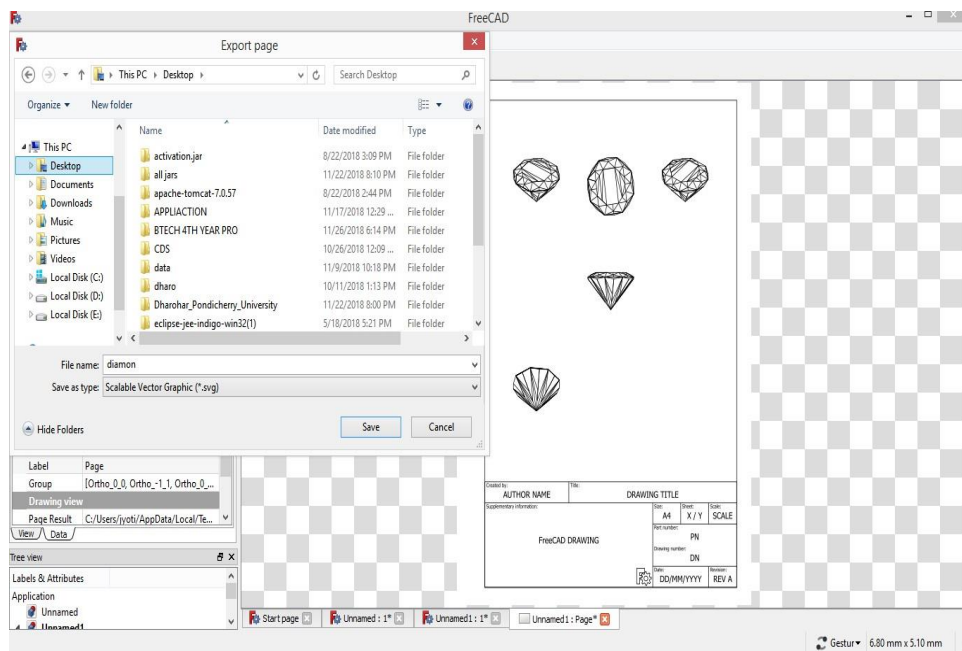 FreeCAD
Export page
This PC
Desktop
Search Desktop
Organize
New folder
Name
Date modified
Type
This PC
Desktop
Documents
Downloads
Music
Pictures
Videos
Local Disk (C:)
Local Disk (D:)
Local Disk (E:)
activation.jar 8/22/2018 3:09 PM File folder
all jars 11/22/2018 8:10 PM File folder
apache-tomcat-7.0.57 8/22/2018 2:44 PM File folder
APPLIACTION 11/17/2018 12:29 ... File folder
BTECH 4TH YEAR PRO 11/26/2018 6:14 PM File folder
CDS 10/26/2018 12:09 ... File folder
data 11/9/2018 10:18 PM File folder
dharo 10/11/2018 1:13 PM File folder
Dharohar_Pondicherry_University 11/22/2018 8:00 PM File folder
eclipse-jee-indigo-win32(1) 5/18/2018 5:21 PM File folder
File name: diamon
Save as type: Scalable Vector Graphic (*.svg)
Hide Folders
Save
Cancel
Label Page
Group [Ortho_0_0, Ortho_-1_1, Ortho_0_...
Drawing view
Page Result C:/Users/jyoti/AppData/Local/Te...
View
Data
Tree view
Labels & Attributes
Application
Unnamed
Unnamed1
Created by:
AUTHOR NAME
Title:
DRAWING TITLE
Supplementary information:
FreeCAD DRAWING
Size:
A4
Sheet:
X / Y
Scale:
SCALE
Part number:
PN
Drawing number:
DN
Date:
DD/MM/YYYY
Revision:
REV A
Start page
Unnamed : 1*
Unnamed1 : 1*
Unnamed1 : Page*
Gestur
6.80 mm x 5.10 mm